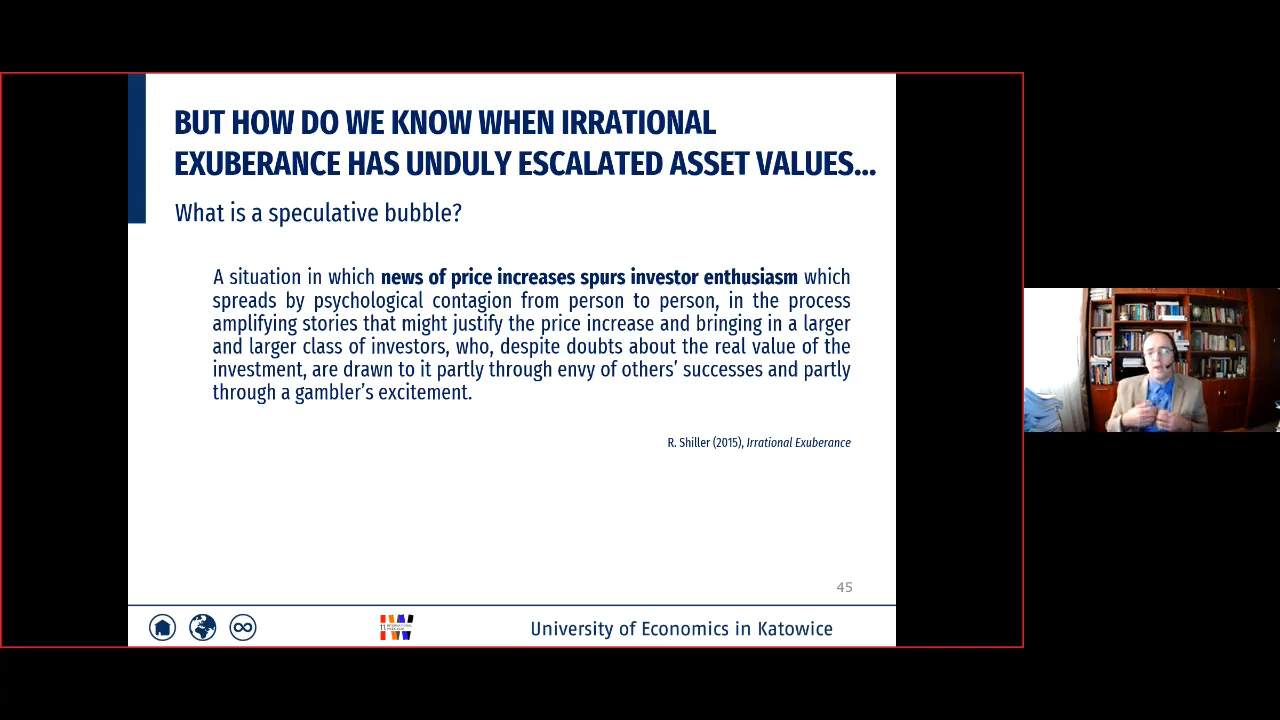 BUT HOW DO WE KNOW WHEN IRRATIONAL
EXUBERANCE HAS UNDULY ESCALATED ASSET VALUES...
What is a speculative bubble?
A situation in which news of price increases spurs investor enthusiasm which
spreads by psychological contagion from person to person, in the process
amplifying stories that might justify the price increase and bringing in a larger
and larger class of investors, who, despite doubts about the real value of the
investment, are drawn to it partly through envy of others’ successes and partly
through a gambler’s excitement.
R. Shiller (2015), Irrational Exuberance
45
University of Economics in Katowice